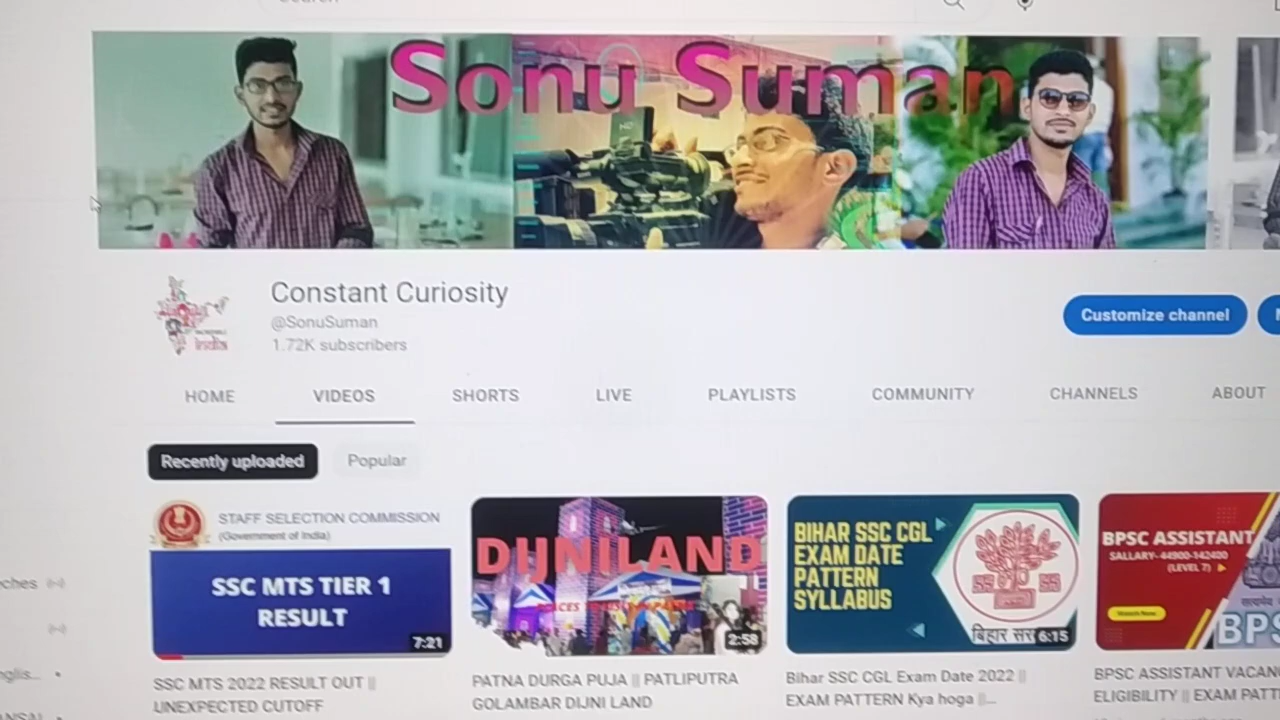 Sonu Suman
HD
Constant Curiosity
@SonuSuman
1.72K subscribers
Customize channel
HOME VIDEOS SHORTS LIVE PLAYLISTS COMMUNITY CHANNELS ABOUT
Recently uploaded Popular
STAFF SELECTION COMMISSION
(Government of India)
SSC MTS TIER 1
RESULT
7:21
SSC MTS 2022 RESULT OUT ||
UNEXPECTED CUTOFF
DIJNILAND
2:58
PATNA DURGA PUJA || PATLIPUTRA
GOLAMBAR DIJNI LAND
BIHAR SSC CGL
EXAM DATE
PATTERN
SYLLABUS
बिहार सर
6:15
Bihar SSC CGL Exam Date 2022 ||
EXAM PATTERN Kya hoga ||...
BPSC ASSISTANT
SALLARY- 44900-142400
(LEVEL 7)
Watch Now
BPS
BPSC ASSISTANT VACAN
ELIGIBILITY || EXAM PATT